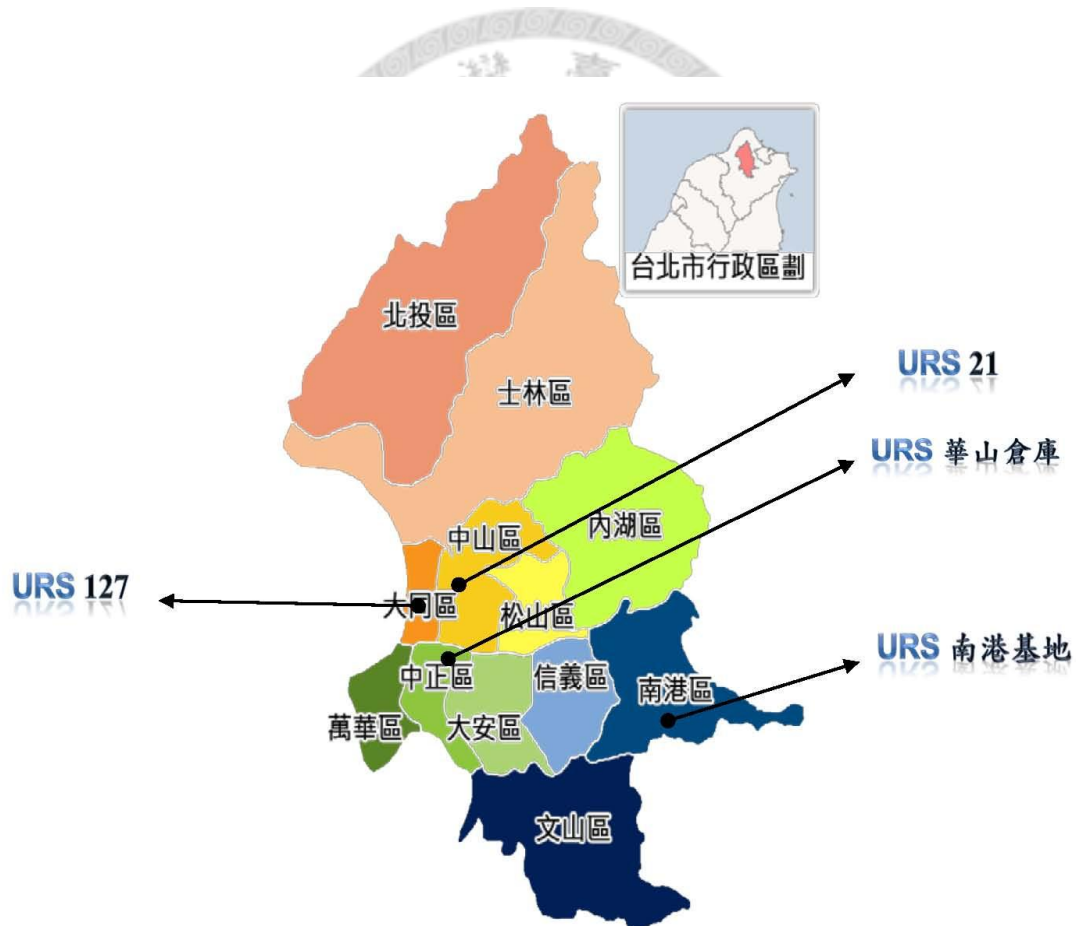 台北市行政區劃
北投區
士林區
URS 21
URS 華山倉庫
內湖區
中山區
URS 127
大同區
松山區
URS 南港基地
中正區
信義區
南港區
萬華區
大安區
文山區